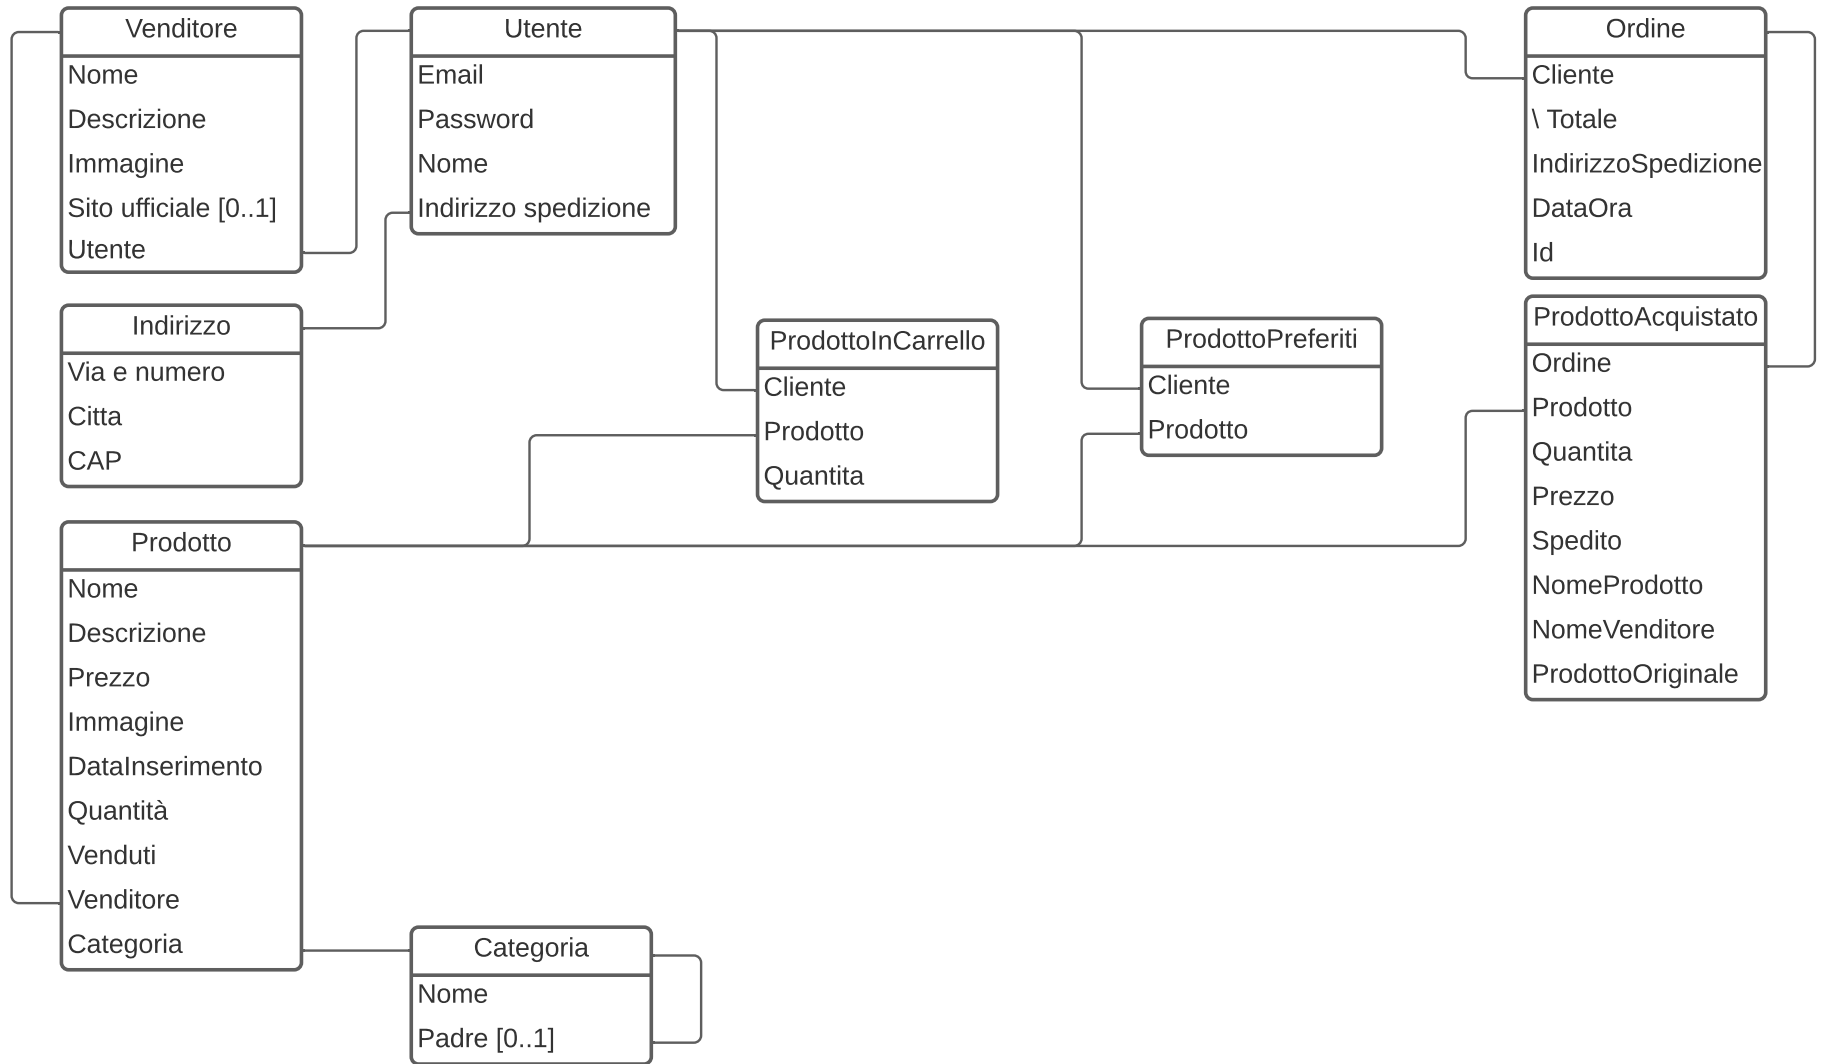 Venditore
Nome
Descrizione
Immagine
Sito ufficiale [0..1]
Utente
Utente
Email
Password
Nome
Indirizzo spedizione
Ordine
Cliente
\ Totale
IndirizzoSpedizione
DataOra
Id
Indirizzo
Via e numero
Citta
CAP
ProdottoInCarrello
Cliente
Prodotto
Quantita
ProdottoPreferiti
Cliente
Prodotto
ProdottoAcquistato
Ordine
Prodotto
Quantita
Prezzo
Spedito
NomeProdotto
NomeVenditore
ProdottoOriginale
Prodotto
Nome
Descrizione
Prezzo
Immagine
DataInserimento
Quantità
Venduti
Venditore
Categoria
Categoria
Nome
Padre [0..1]